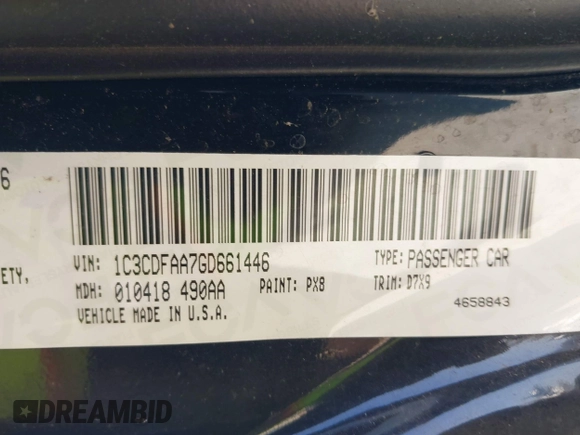 6
ETY,
VIN: 1C3CDFAA7GD661446 TYPE: PASSENGER CAR
MDH: 010418 490AA PAINT: PX8 TRIM: D7X9
VEHICLE MADE IN U.S.A. 4658843
DREAMBID